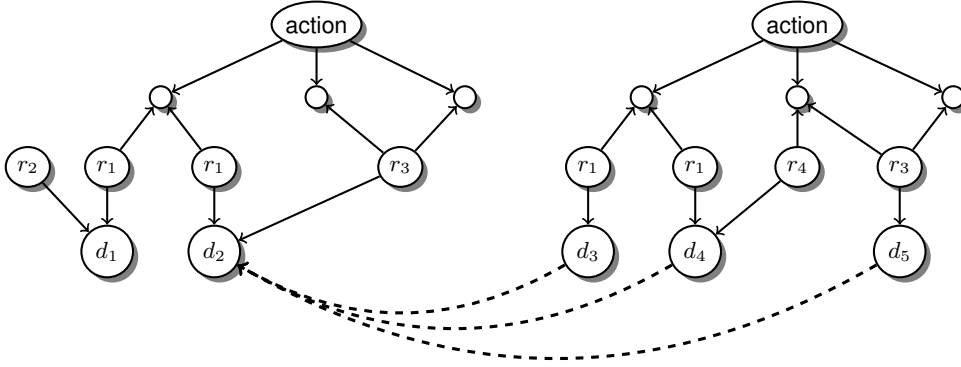 action action
r₂ r₁ r₁ r₃ r₁ r₁ r₄ r₃
d₁ d₂ d₃ d₄ d₅